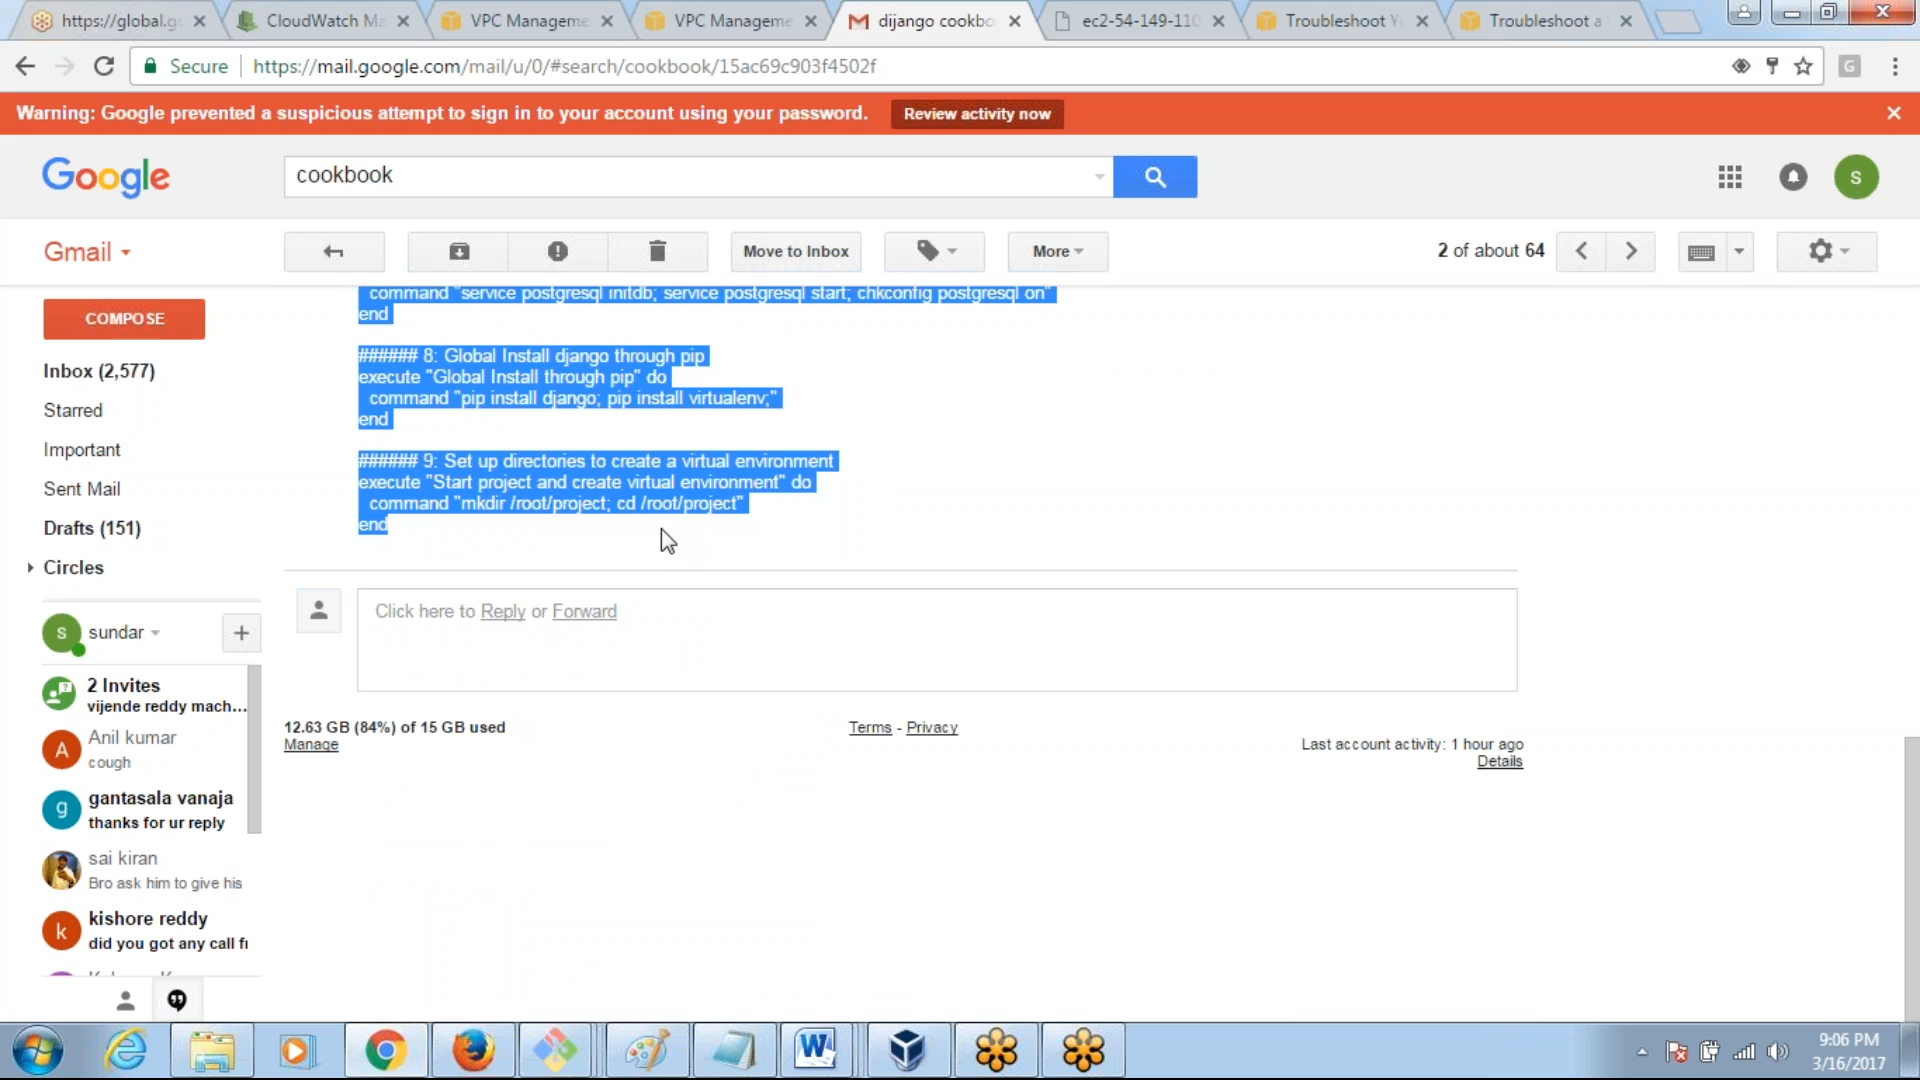 https://global.g
CloudWatch Ma
VPC Manageme
VPC Manageme
dijango cookbo
ec2-54-149-110
Troubleshoot Y
Troubleshoot a
Secure
https://mail.google.com/mail/u/0/#search/cookbook/15ac69c903f4502f
G
Warning: Google prevented a suspicious attempt to sign in to your account using your password.
Review activity now
Google
cookbook
S
Gmail
Move to Inbox
More
2 of about 64
COMPOSE
Inbox (2,577)
Starred
Important
Sent Mail
Drafts (151)
Circles
command "service postgresql initdb; service postgresql start; chkconfig postgresql on"
end
###### 8: Global Install django through pip
execute "Global Install through pip" do
command "pip install django; pip install virtualenv;"
end
###### 9: Set up directories to create a virtual environment
execute "Start project and create virtual environment" do
command "mkdir /root/project; cd /root/project"
end
Click here to Reply or Forward
S
sundar
2 Invites
vijende reddy mach...
A
Anil kumar
cough
g
gantasala vanaja
thanks for ur reply
sai kiran
Bro ask him to give his
k
kishore reddy
did you got any call fr
12.63 GB (84%) of 15 GB used
Manage
Terms - Privacy
Last account activity: 1 hour ago
Details
9:06 PM
3/16/2017